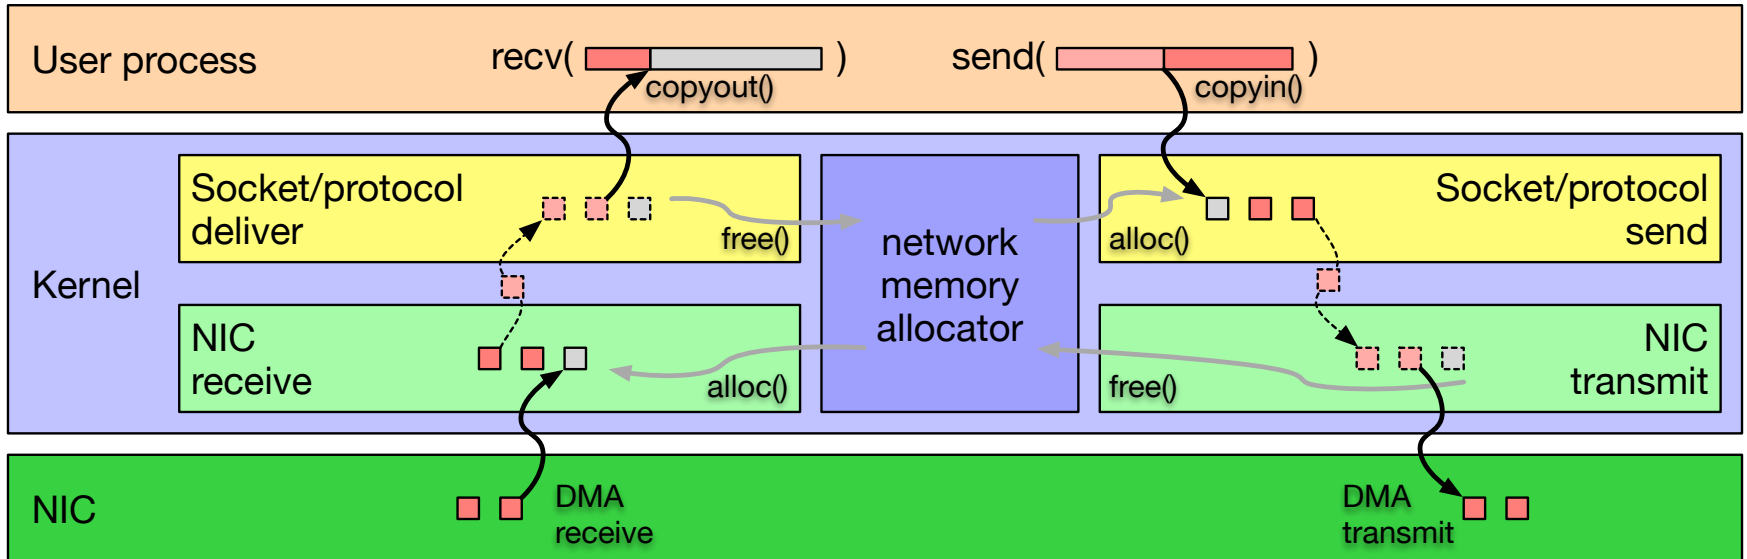 User process
recv( )
copyout()
send( )
copyin()
Kernel
Socket/protocol
deliver
free()
network
memory
allocator
alloc()
Socket/protocol
send
NIC
receive
alloc()
free()
NIC
transmit
NIC
DMA
receive
DMA
transmit